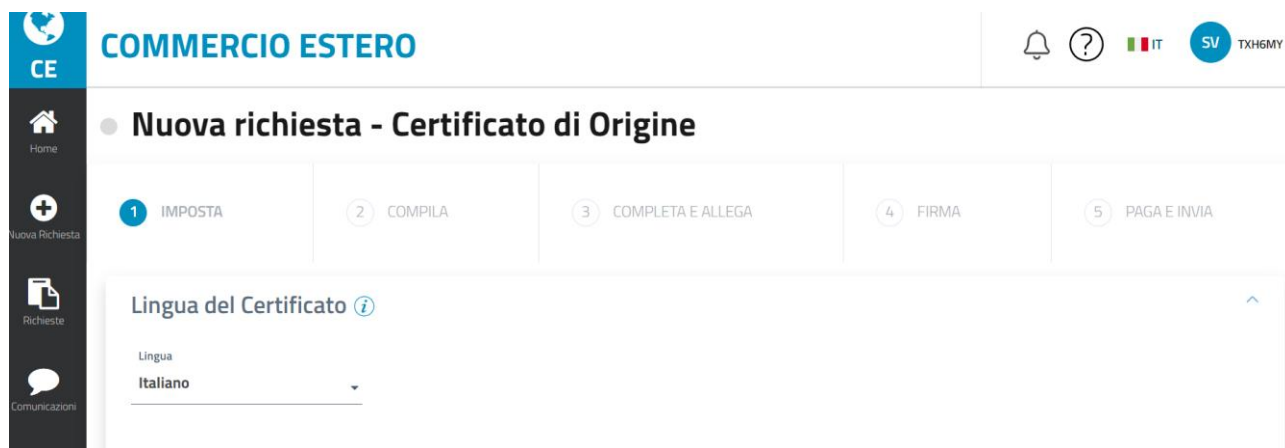 CE
COMMERCIO ESTERO
IT
SV
TXH6MY
Home
Nuova Richiesta
Richieste
Comunicazioni
Nuova richiesta - Certificato di Origine
1 IMPOSTA
2 COMPILA
3 COMPLETA E ALLEGA
4 FIRMA
5 PAGA E INVIA
Lingua del Certificato i
Lingua
Italiano